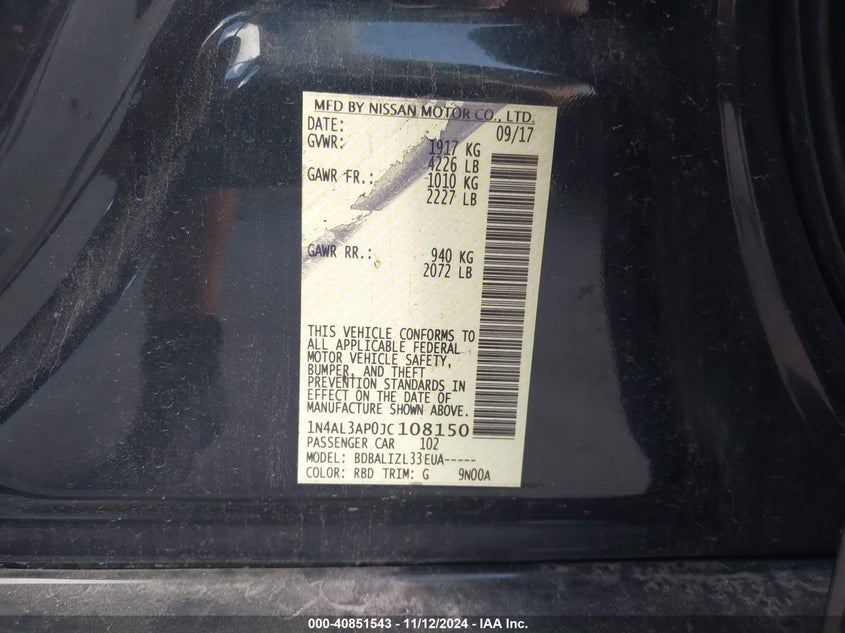 MFD BY NISSAN MOTOR CO., LTD.
DATE: 09/17
GVWR: 1917 KG
4226 LB
GAWR FR.: 1010 KG
2227 LB
GAWR RR.: 940 KG
2072 LB
THIS VEHICLE CONFORMS TO
ALL APPLICABLE FEDERAL
MOTOR VEHICLE SAFETY,
BUMPER, AND THEFT
PREVENTION STANDARDS IN
EFFECT ON THE DATE OF
MANUFACTURE SHOWN ABOVE.
1N4AL3AP0JC108150
PASSENGER CAR 102
MODEL: BDBALIZL33EUA-----
COLOR: RBD TRIM: G 9N00A
000-40851543 - 11/12/2024 - IAA Inc.